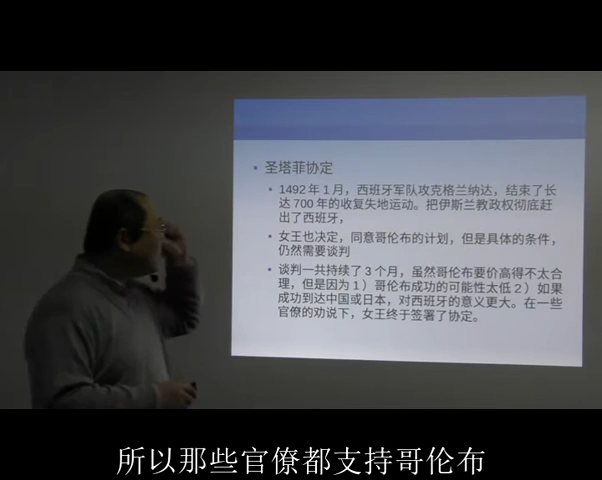 圣塔菲协定
1492 年 1 月，西班牙军队攻克格兰纳达，结束了长
达 700 年的收复失地运动。把伊斯兰教政权彻底赶
出了西班牙，
女王也决定，同意哥伦布的计划，但是具体的条件，
仍然需要谈判
谈判一共持续了 3 个月，虽然哥伦布要价高得不太合
理，但是因为 1 ）哥伦布成功的可能性太低 2 ）如果
成功到达中国或日本，对西班牙的意义更大。在一些
官僚的劝说下，女王终于签署了协定。
所以那些官僚都支持哥伦布